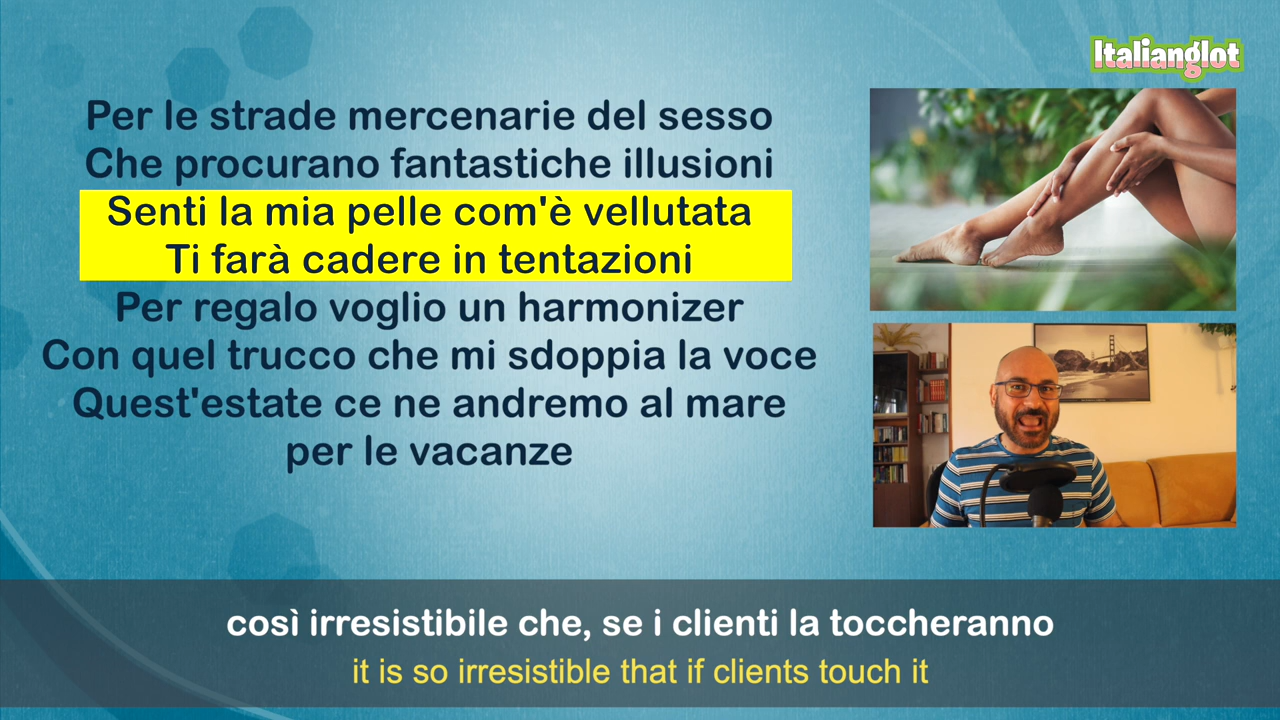 Italianglot
Per le strade mercenarie del sesso
Che procurano fantastiche illusioni
Senti la mia pelle com'è vellutata
Ti farà cadere in tentazioni
Per regalo voglio un harmonizer
Con quel trucco che mi sdoppia la voce
Quest'estate ce ne andremo al mare
per le vacanze
così irresistibile che, se i clienti la toccheranno
it is so irresistible that if clients touch it